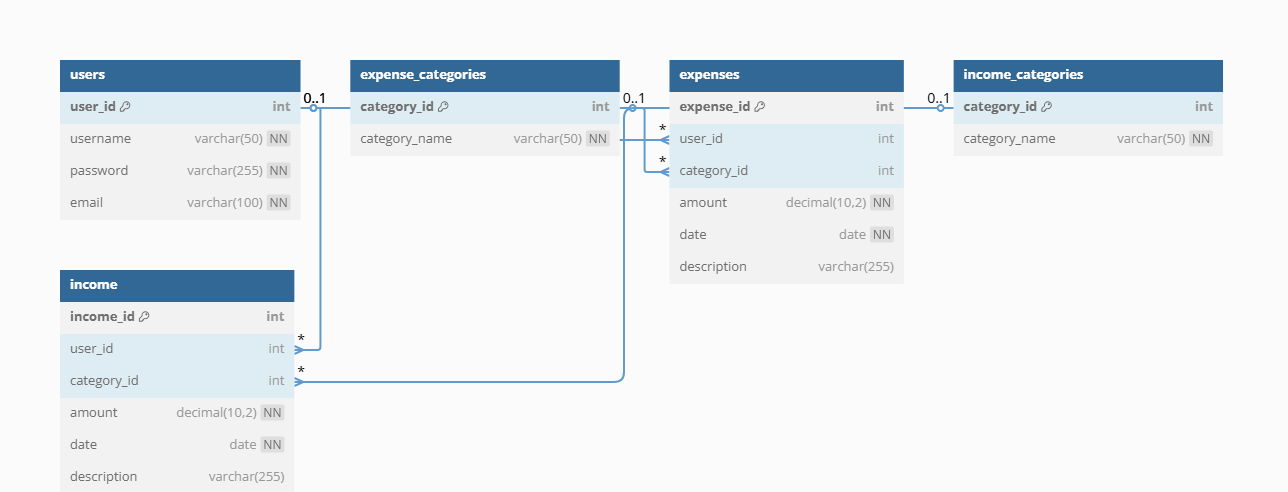 users
user_id int
username varchar(50) NN
password varchar(255) NN
email varchar(100) NN
0..1
expense_categories
category_id int
category_name varchar(50) NN
0..1
*
*
expenses
expense_id int
user_id int
category_id int
amount decimal(10,2) NN
date date NN
description varchar(255)
0..1
income_categories
category_id int
category_name varchar(50) NN
income
income_id int
user_id int
*
category_id int
*
amount decimal(10,2) NN
date date NN
description varchar(255)